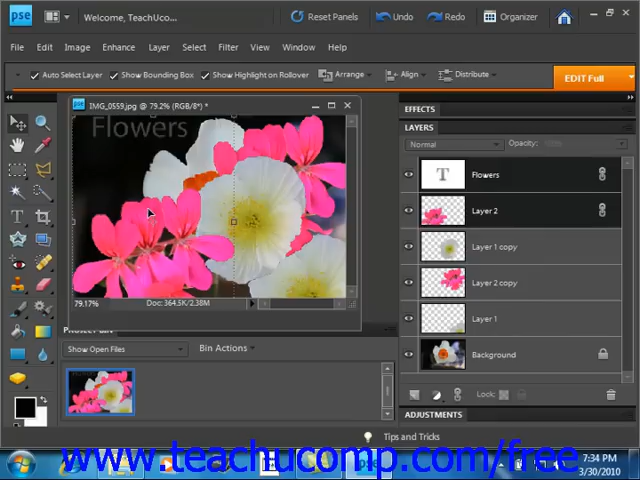 pse
Welcome, TeachUco...
Reset Panels
Undo
Redo
Organizer
File Edit Image Enhance Layer Select Filter View Window Help
Auto Select Layer Show Bounding Box Show Highlight on Rollover Arrange Align Distribute
EDIT Full
pse IMG_0559.jpg @ 79.2% (RGB/8*) *
Flowers
79.17% Doc: 364.5K/2.38M
EFFECTS
LAYERS
Normal Opacity:
T Flowers
Layer 2
Layer 1 copy
Layer 2 copy
Layer 1
Background
Lock:
ADJUSTMENTS
Show Open Files Bin Actions
Tips and Tricks
www.teachucomp.com/free
7:34 PM
3/30/2010